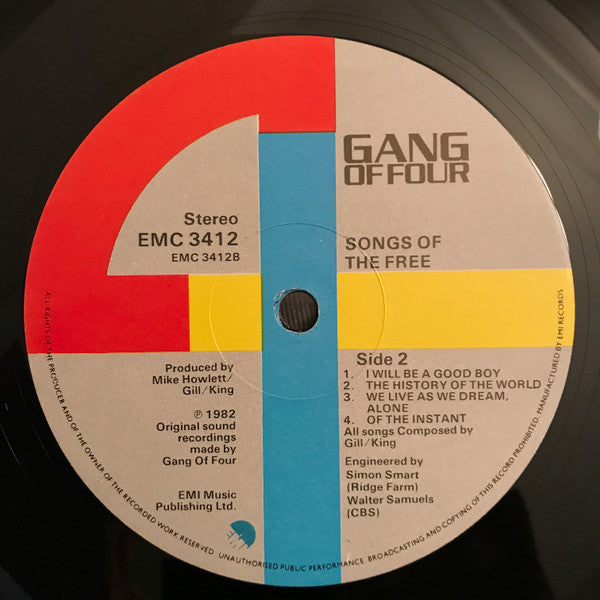 GANG
OF FOUR
Stereo
EMC 3412
EMC 3412B
SONGS OF
THE FREE
Produced by
Mike Howlett/
Gill/King
℗ 1982
Original sound
recordings
made by
Gang Of Four
EMI Music
Publishing Ltd.
Side 2
1. I WILL BE A GOOD BOY
2. THE HISTORY OF THE WORLD
3. WE LIVE AS WE DREAM,
ALONE
4. OF THE INSTANT
All songs Composed by
Gill/King
Engineered by
Simon Smart
(Ridge Farm)
Walter Samuels
(CBS)
ALL RIGHTS OF THE PRODUCER AND OF THE OWNER OF THE RECORDED WORK RESERVED. UNAUTHORISED PUBLIC PERFORMANCE, BROADCASTING AND COPYING OF THIS RECORD PROHIBITED. MANUFACTURED BY EMI RECORDS